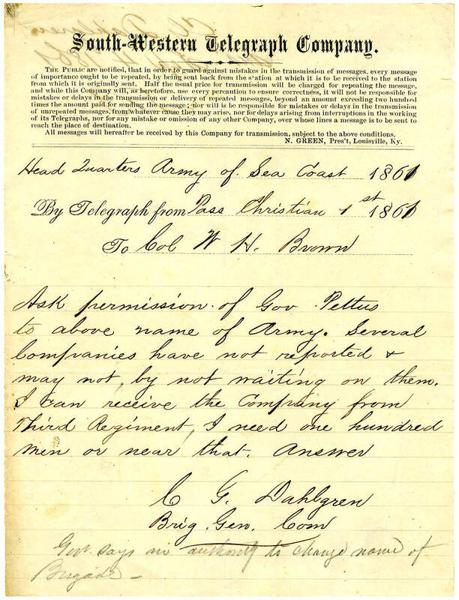 South-Western Telegraph Company.
THE PUBLIC are notified, that in order to guard against mistakes in the transmission of messages, every message
of importance ought to be repeated, by being sent back from the station at which it is to be received to the station
from which it is originally sent. Half the usual price for transmission will be charged for repeating the message,
and while this Company will, as heretofore, use every precaution to ensure correctness, it will not be responsible for
mistakes or delays in the transmission or delivery of repeated messages, beyond an amount exceeding two hundred
times the amount paid for sending the message; nor will it be responsible for mistakes or delays in the transmission
of unrepeated messages, from whatever cause they may arise, nor for delays arising from interruptions in the working
of its Telegraphs, nor for any mistake or omission of any other Company, over whose lines a message is to be sent to
reach the place of destination.
All messages will hereafter be received by this Company for transmission, subject to the above conditions.
N. GREEN, Pres't, Louisville, Ky.
Head Quarters Army of Sea Coast 1861
By Telegraph from Pass Christian 1st 1861
To Col W H. Brown
Ask permission of Gov Pettus
to above name of Army. Several
Companies have not reported &
may not, by not waiting on them.
I can receive the Company from
Third Regiment, I need one hundred
men or near that. Answer
C G. Dahlgren
Brig. Gen. Com
Gov. says no authority to change name of
Brigade